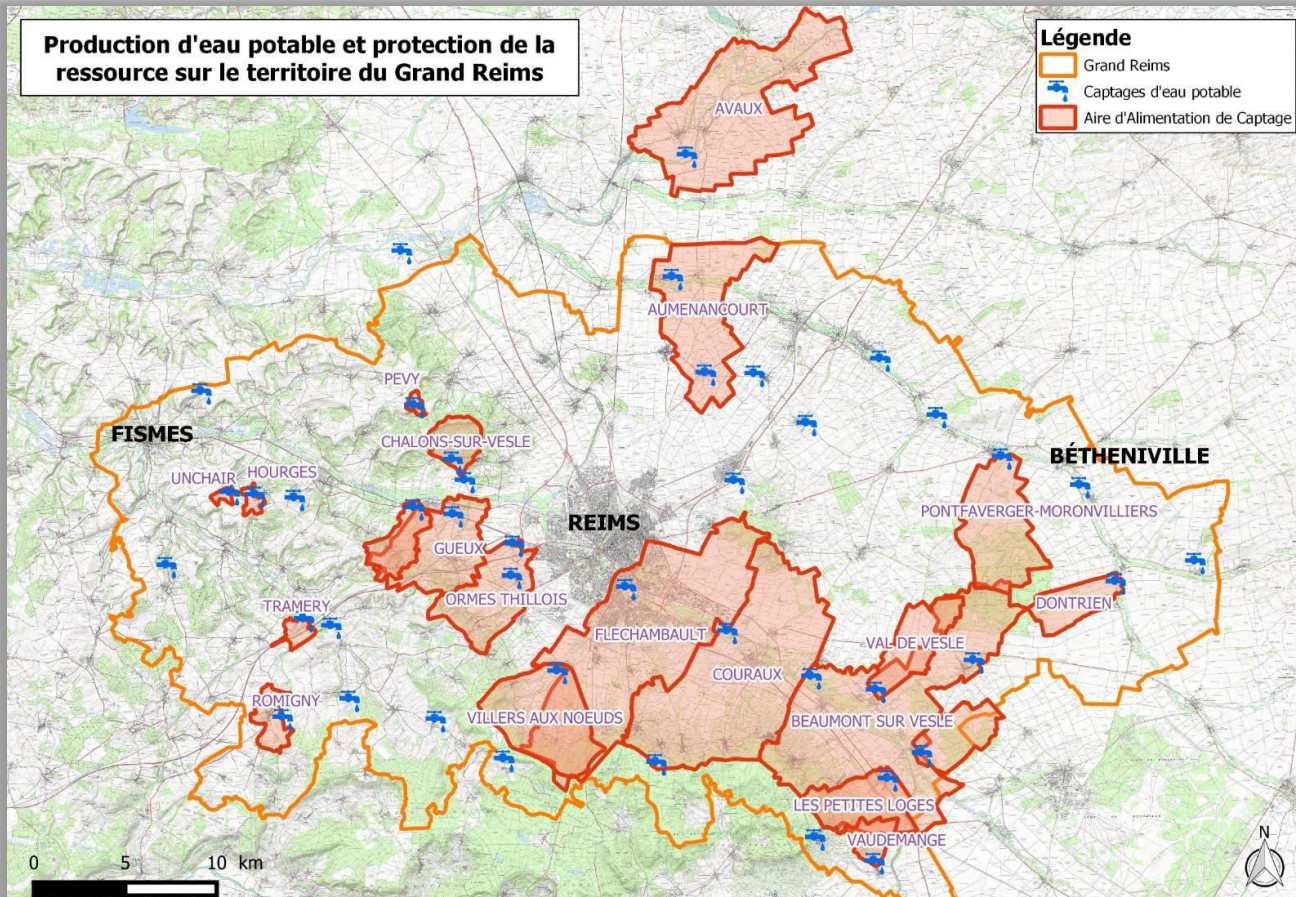 Production d'eau potable et protection de la
ressource sur le territoire du Grand Reims
Légende
Grand Reims
Captages d'eau potable
Aire d'Alimentation de Captage
AVAUX
AUMENANCOURT
PEVY
FISMES
CHALONS-SUR-VESLE
BÉTHENIVILLE
UNCHAIR
HOURGES
PONTFAVERGER-MORONVILLIERS
REIMS
GUEUX
ORMES THILLOIS
TRAMERY
DONTRIEN
FLECHAMBAULT
VAL DE VESLE
COURAUX
ROMIGNY
VILLERS AUX NOEUDS
BEAUMONT SUR VESLE
LES PETITES LOGES
VAUDEMANGE
N
0 5 10 km